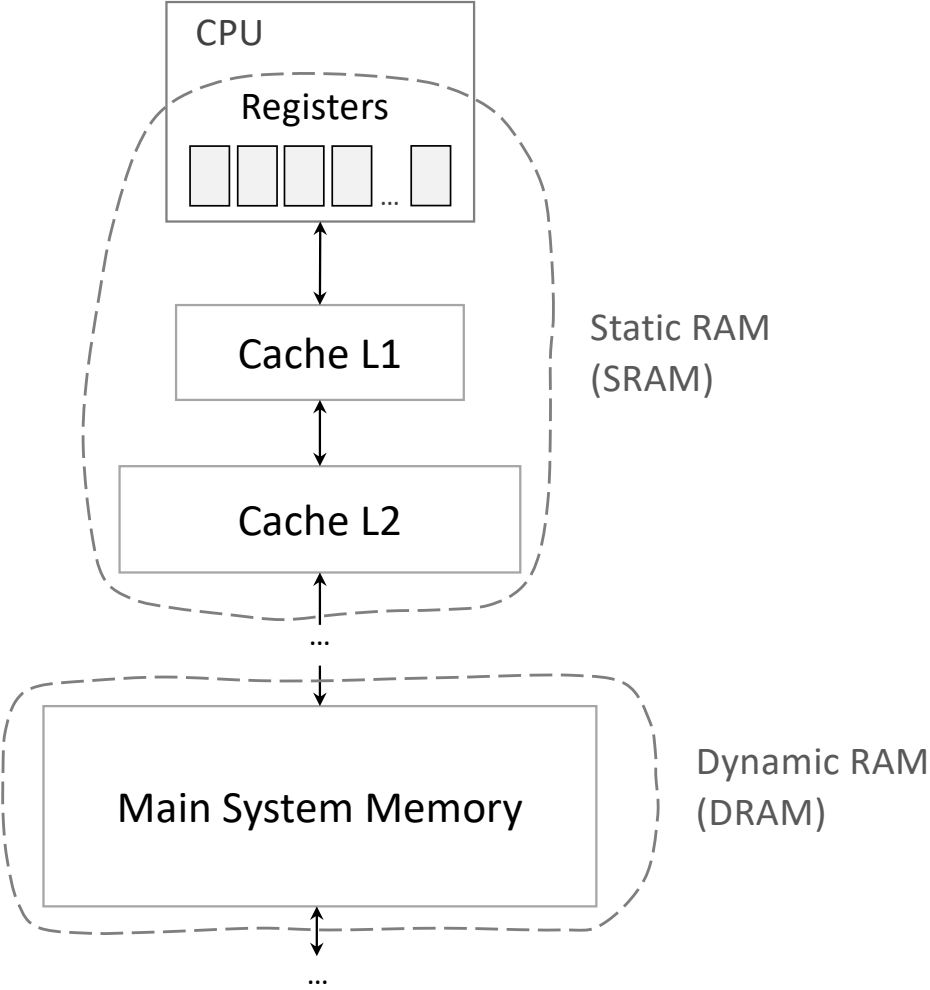 CPU
Registers
...
Cache L1
Static RAM
(SRAM)
Cache L2
...
Main System Memory
Dynamic RAM
(DRAM)
...